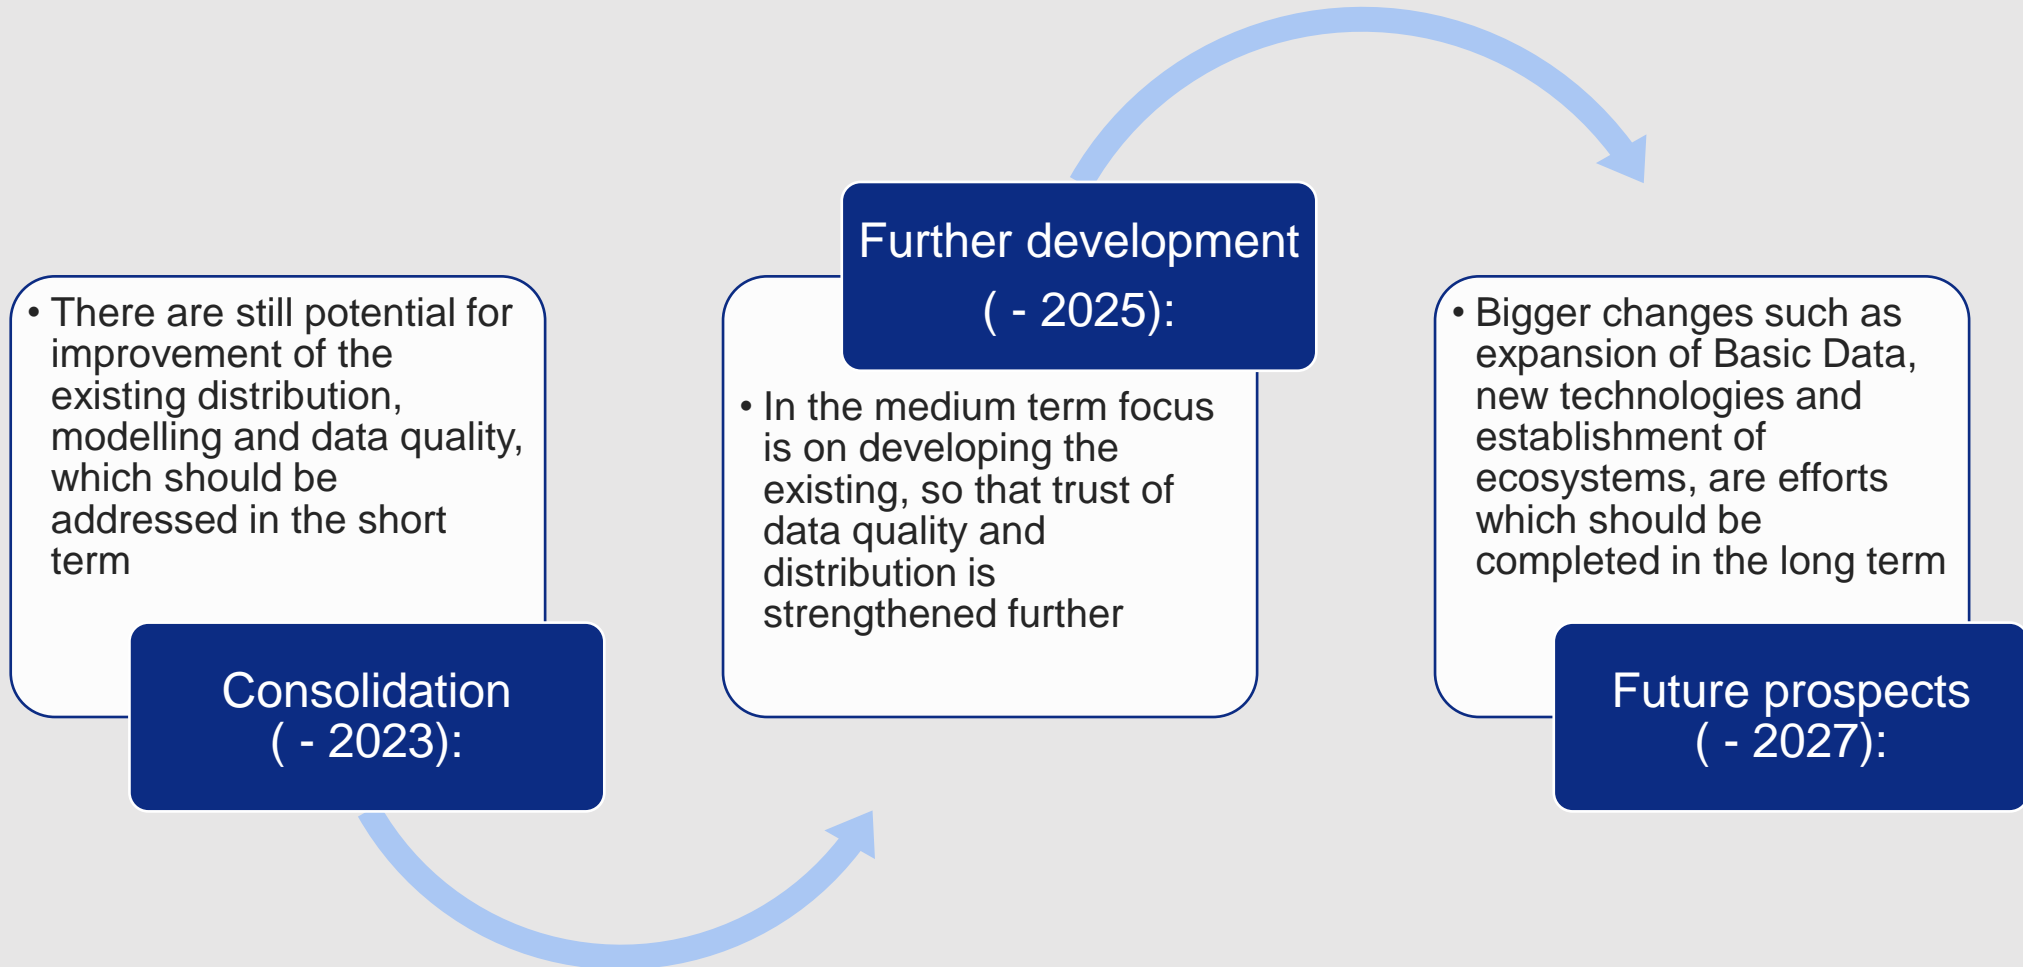 • There are still potential for
improvement of the
existing distribution,
modelling and data quality,
which should be
addressed in the short
term
Consolidation
( - 2023):
Further development
( - 2025):
• In the medium term focus
is on developing the
existing, so that trust of
data quality and
distribution is
strengthened further
• Bigger changes such as
expansion of Basic Data,
new technologies and
establishment of
ecosystems, are efforts
which should be
completed in the long term
Future prospects
( - 2027):